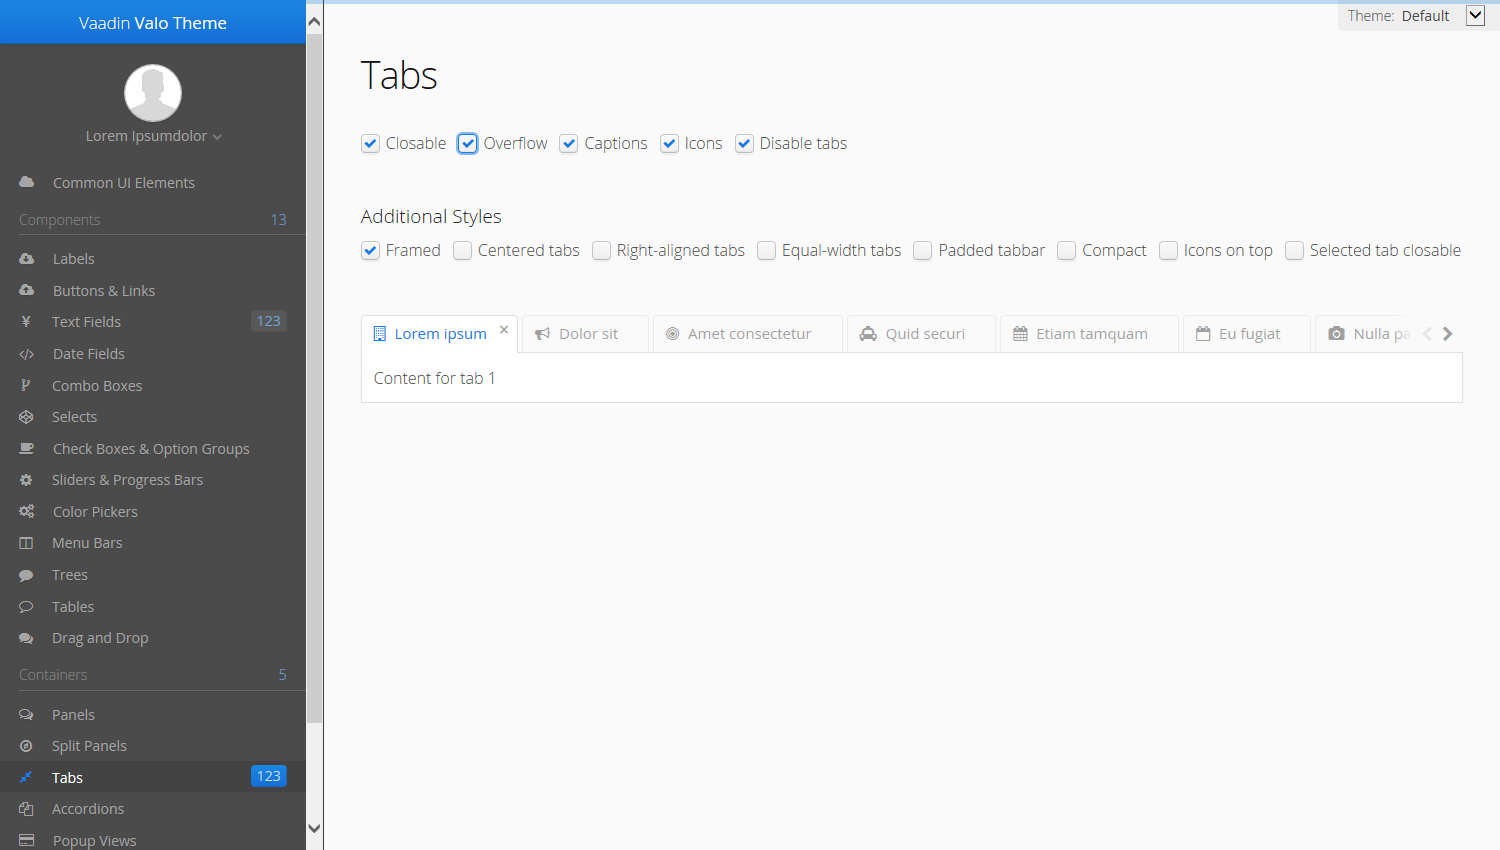 Vaadin Valo Theme
Lorem Ipsumdolor
Common UI Elements
Components 13
Labels
Buttons & Links
Text Fields 123
Date Fields
Combo Boxes
Selects
Check Boxes & Option Groups
Sliders & Progress Bars
Color Pickers
Menu Bars
Trees
Tables
Drag and Drop
Containers 5
Panels
Split Panels
Tabs 123
Accordions
Popup Views
Theme: Default
Tabs
Closable Overflow Captions Icons Disable tabs
Additional Styles
Framed Centered tabs Right-aligned tabs Equal-width tabs Padded tabbar Compact Icons on top Selected tab closable
Lorem ipsum Dolor sit Amet consectetur Quid securi Etiam tamquam Eu fugiat Nulla pa
Content for tab 1